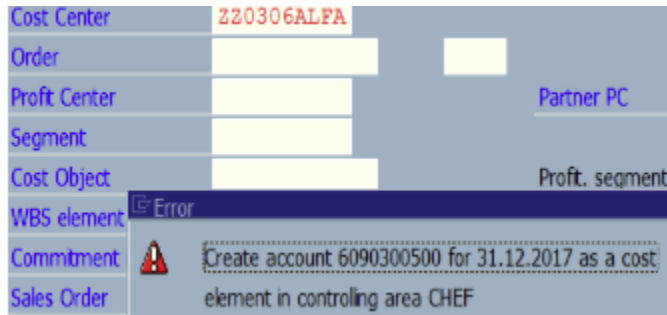 Cost Center ZZ0306ALFA
Order
Profit Center Partner PC
Segment
Cost Object Profit. segment
WBS element
Error
Commitment Create account 6090300500 for 31.12.2017 as a cost
Sales Order element in controling area CHEF